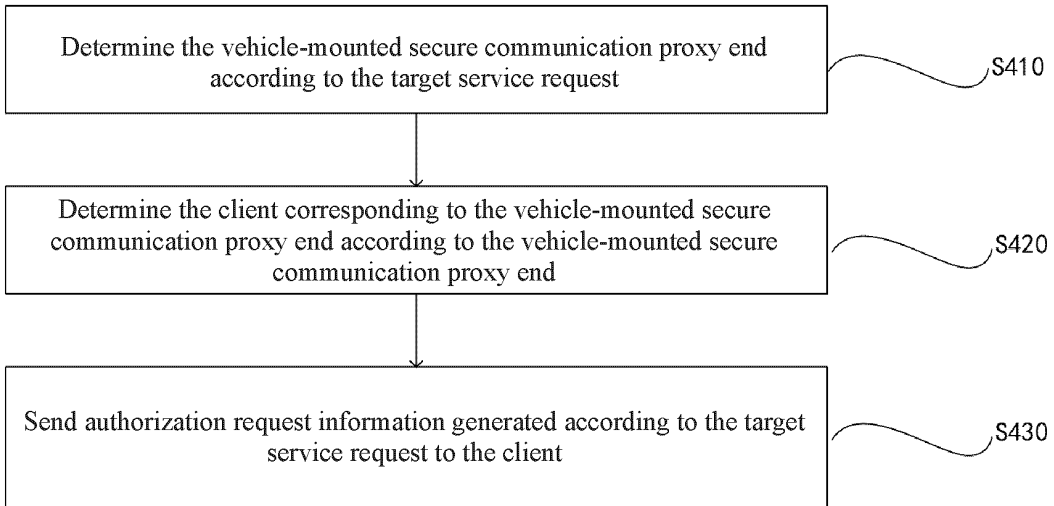 Determine the vehicle-mounted secure communication proxy end
according to the target service request
S410
Determine the client corresponding to the vehicle-mounted secure
communication proxy end according to the vehicle-mounted secure
communication proxy end
S420
Send authorization request information generated according to the target
service request to the client
S430